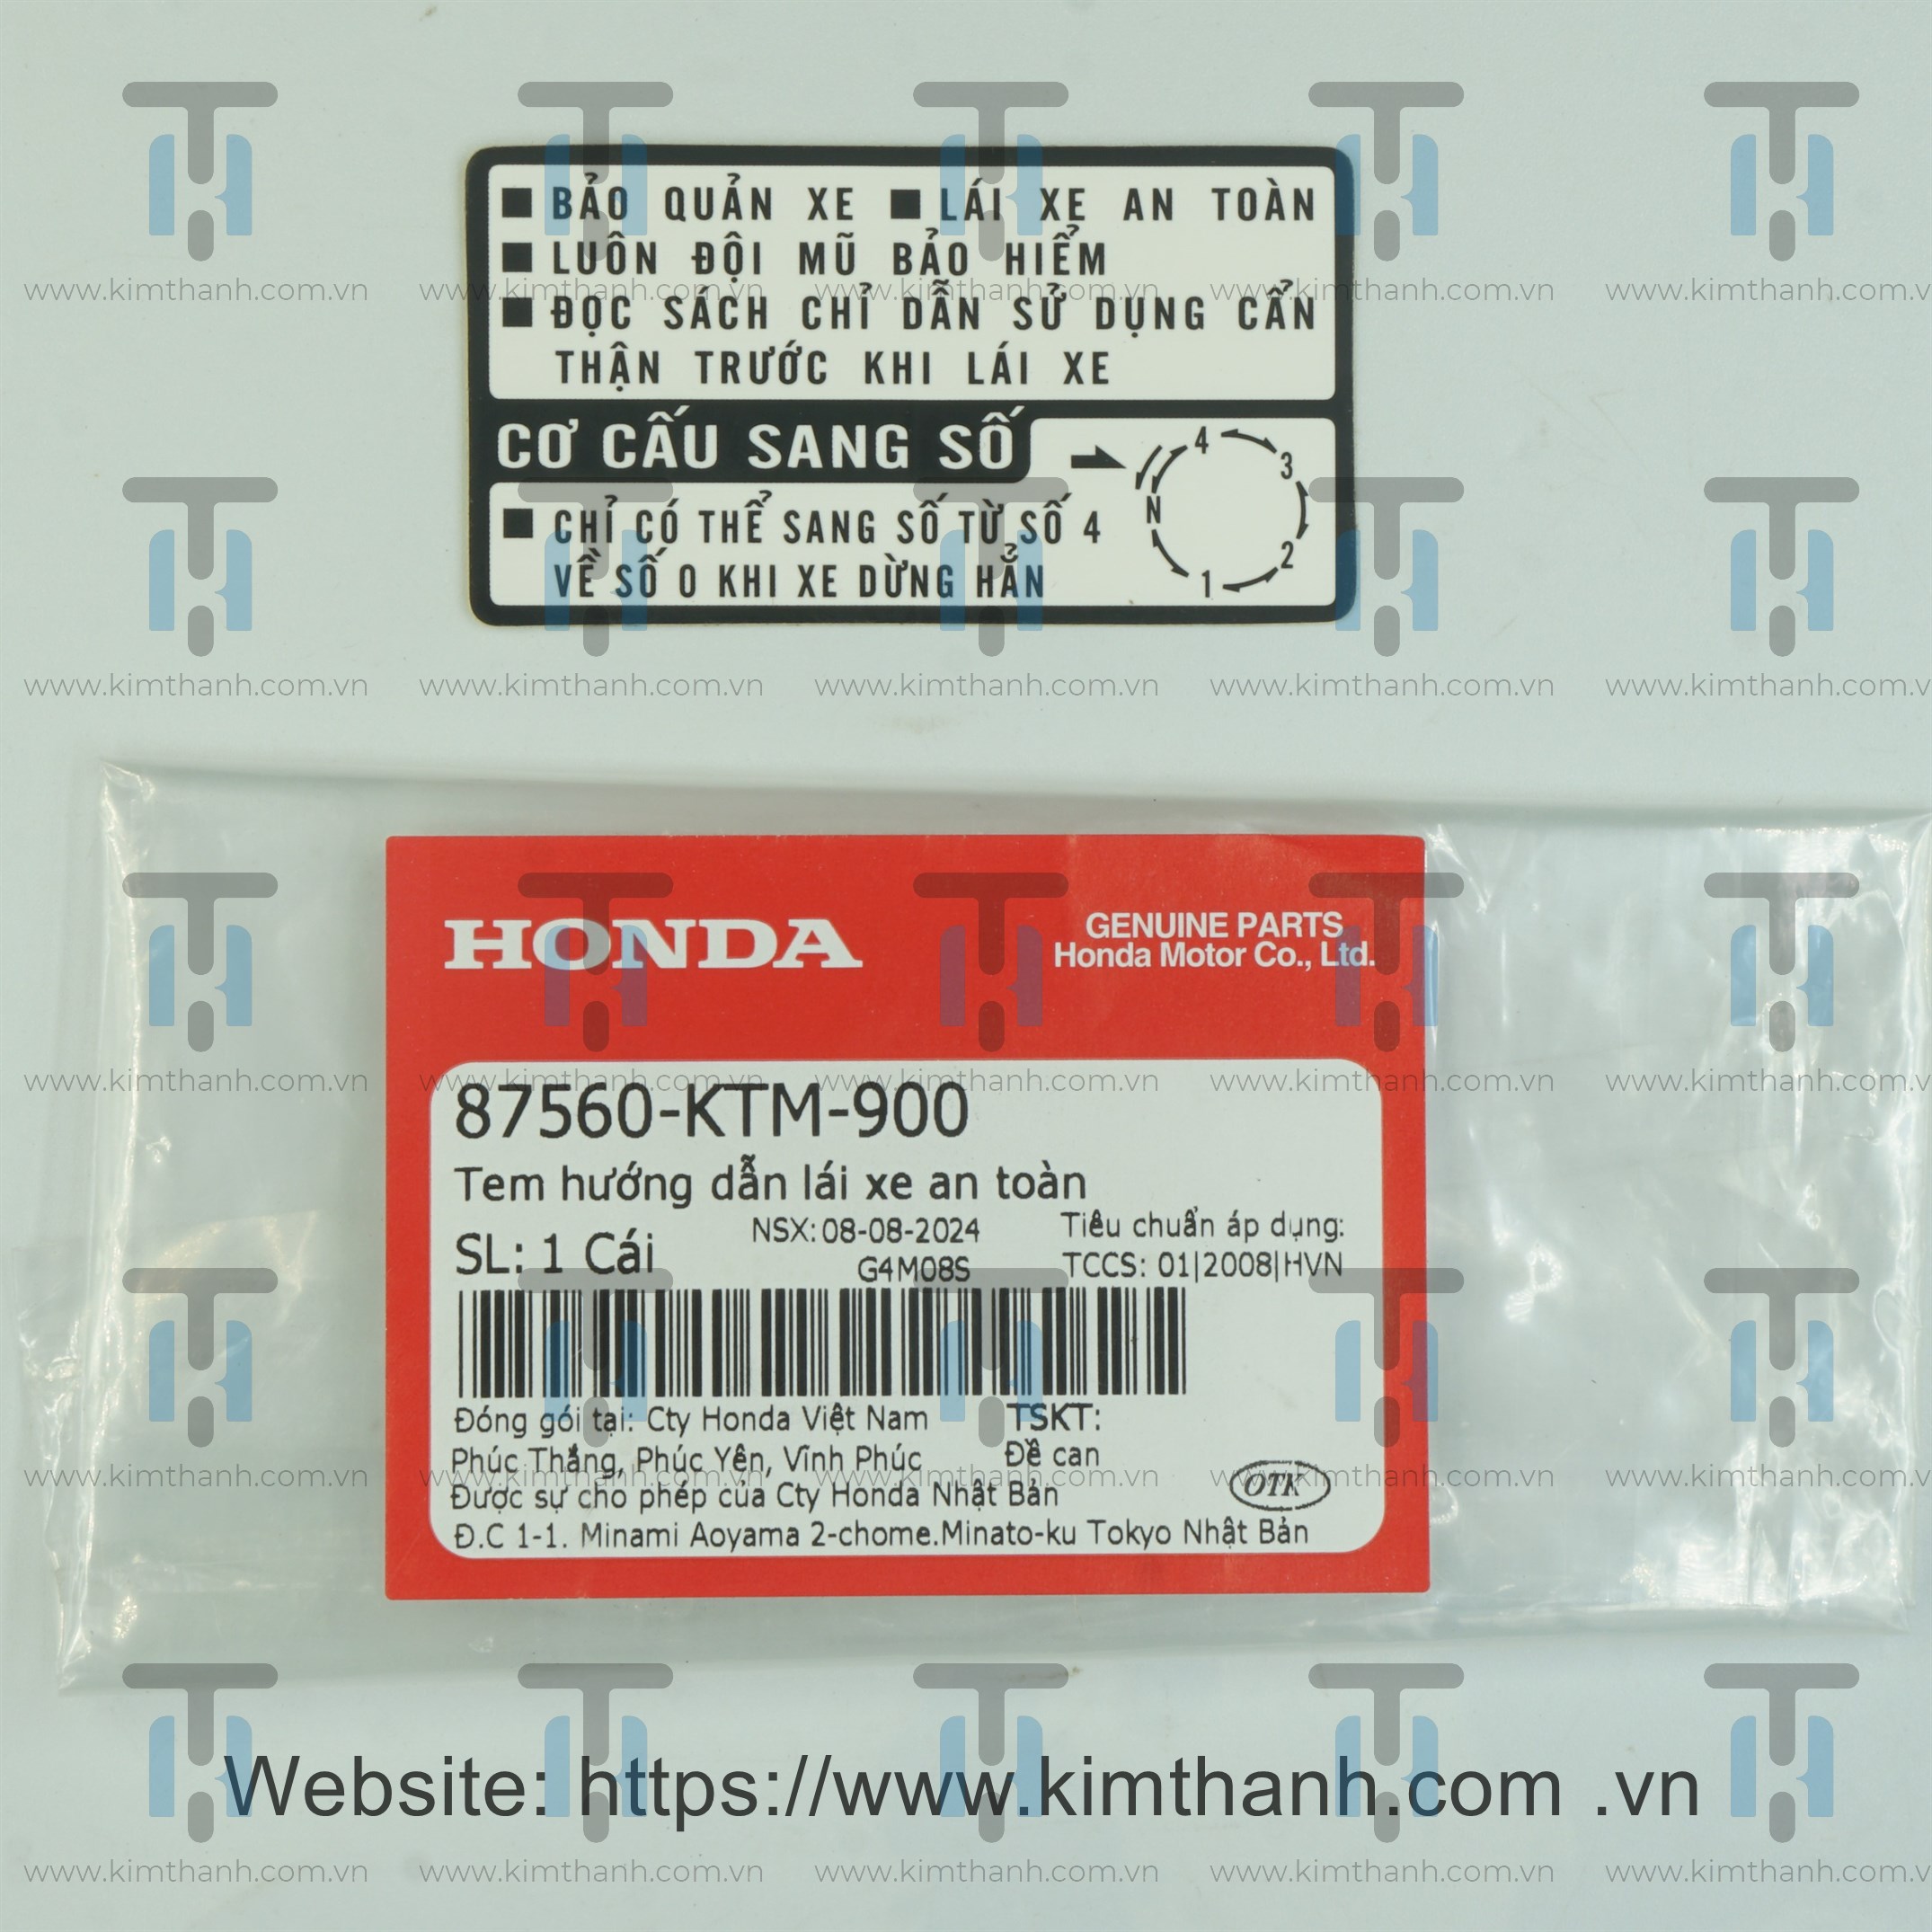 ■ BẢO QUẢN XE ■ LÁI XE AN TOÀN
■ LUÔN ĐỘI MŨ BẢO HIỂM
■ ĐỌC SÁCH CHỈ DẪN SỬ DỤNG CẨN
THẬN TRƯỚC KHI LÁI XE
CƠ CẤU SANG SỐ
4
3
N
2
1
■ CHỈ CÓ THỂ SANG SỐ TỪ SỐ 4
VỀ SỐ 0 KHI XE DỪNG HẲN
HONDA
GENUINE PARTS
Honda Motor Co., Ltd.
87560-KTM-900
Tem hướng dẫn lái xe an toàn
SL: 1 Cái
NSX: 08-08-2024
G4M08S
Tiêu chuẩn áp dụng:
TCCS: 01|2008|HVN
Đóng gói tại: Cty Honda Việt Nam
Phúc Thắng, Phúc Yên, Vĩnh Phúc
TSKT:
Đề can
Được sự cho phép của Cty Honda Nhật Bản
Đ.C 1-1. Minami Aoyama 2-chome.Minato-ku Tokyo Nhật Bản
OTK
Website: https://www.kimthanh.com .vn
www.kimthanh.com.vn